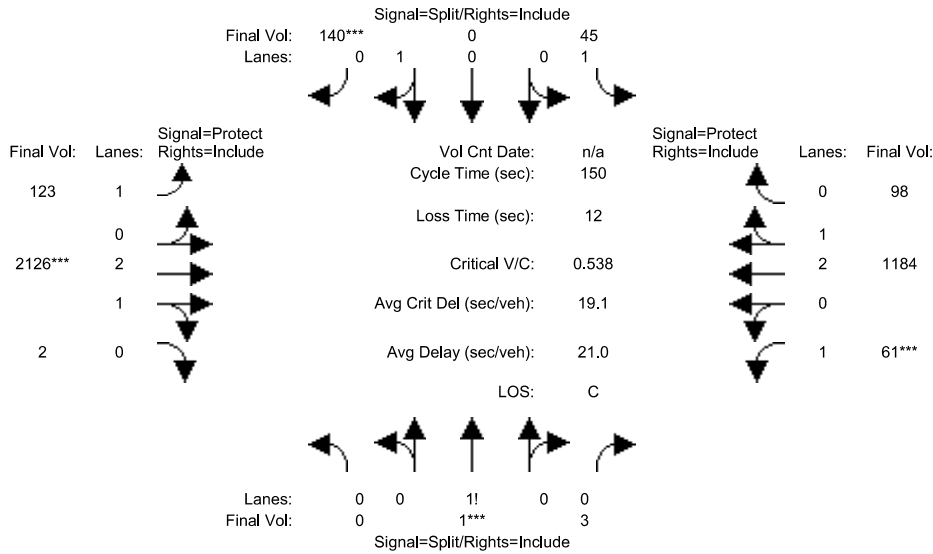 Signal=Split/Rights=Include
Final Vol: 140*** 0 45
Lanes: 0 1 0 0 1
Signal=Protect
Final Vol: Lanes: Rights=Include
Vol Cnt Date: n/a
Signal=Protect
Rights=Include Lanes: Final Vol:
Cycle Time (sec): 150
123 1
0 98
Loss Time (sec): 12
0
1
2126*** 2
Critical V/C: 0.538
2 1184
1
Avg Crit Del (sec/veh): 19.1
0
2 0
Avg Delay (sec/veh): 21.0
1 61***
LOS: C
Lanes: 0 0 1! 0 0
Final Vol: 0 1*** 3
Signal=Split/Rights=Include